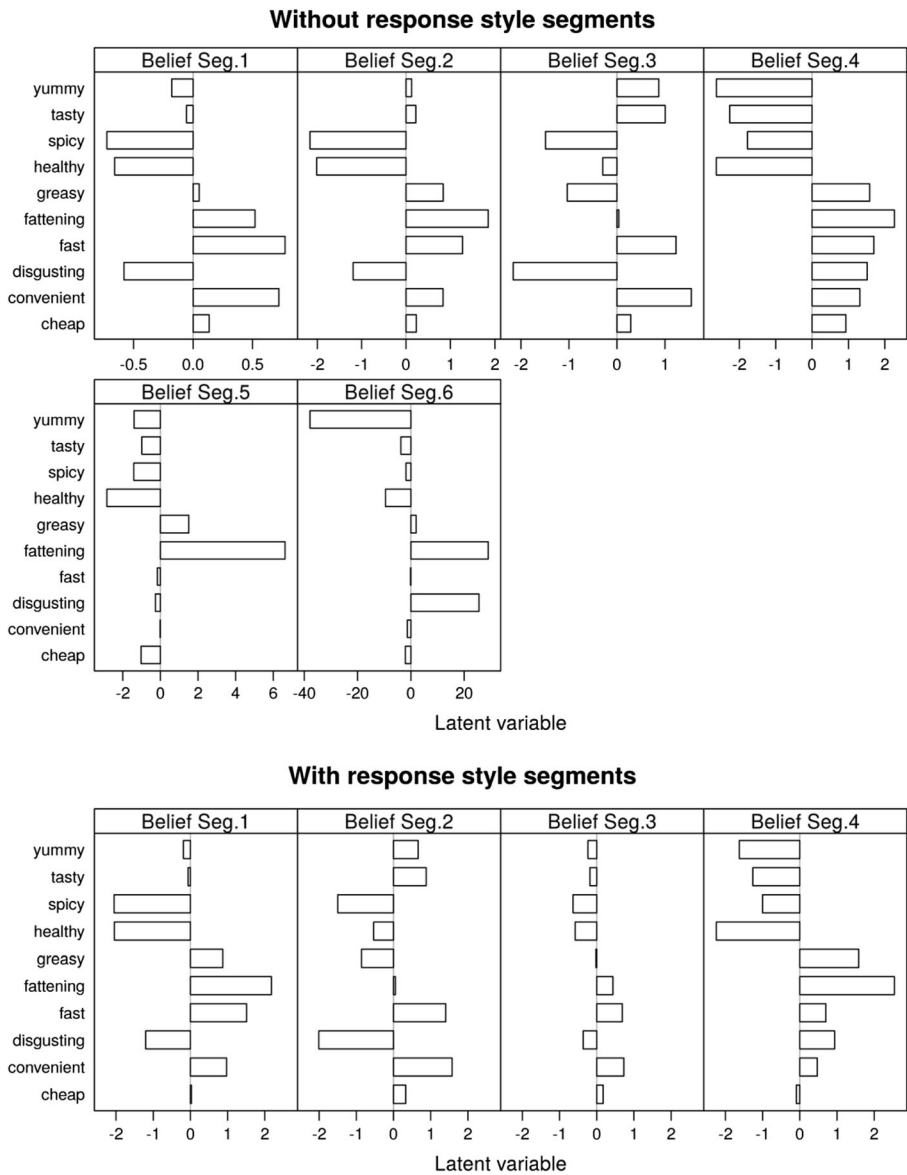 Without response style segments
Belief Seg.1 Belief Seg.2 Belief Seg.3 Belief Seg.4
yummy
tasty
spicy
healthy
greasy
fattening
fast
disgusting
convenient
cheap
-0.5 0.0 0.5 -2 -1 0 1 2 -2 -1 0 1 -2 -1 0 1 2
Belief Seg.5 Belief Seg.6
yummy
tasty
spicy
healthy
greasy
fattening
fast
disgusting
convenient
cheap
-2 0 2 4 6 -40 -20 0 20
Latent variable
With response style segments
Belief Seg.1 Belief Seg.2 Belief Seg.3 Belief Seg.4
yummy
tasty
spicy
healthy
greasy
fattening
fast
disgusting
convenient
cheap
-2 -1 0 1 2 -2 -1 0 1 2 -2 -1 0 1 2 -2 -1 0 1 2
Latent variable